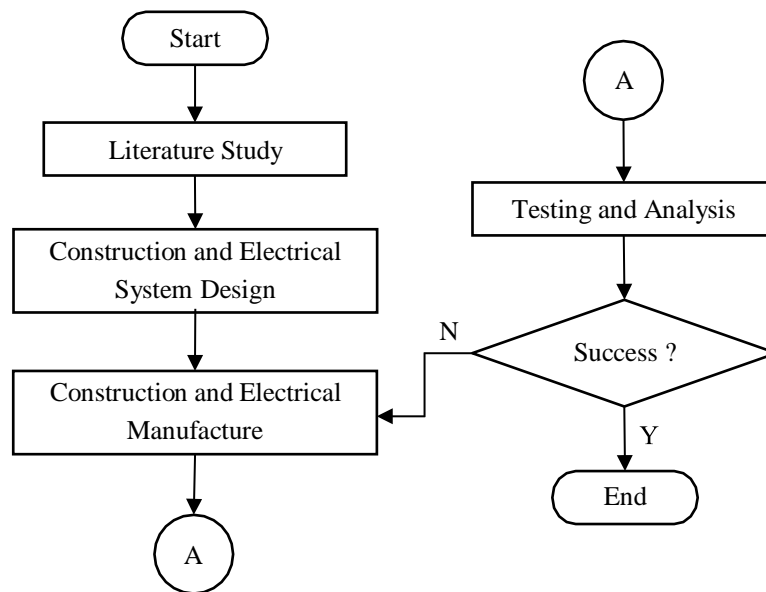 Start
Literature Study
Construction and Electrical
System Design
Construction and Electrical
Manufacture
A
A
Testing and Analysis
Success ?
N
Y
End